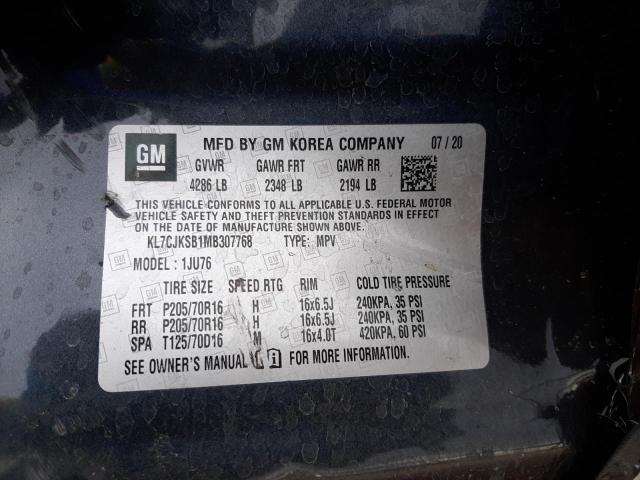 GM MFD BY GM KOREA COMPANY 07/20
GVWR GAWR FRT GAWR RR
4286 LB 2348 LB 2194 LB
THIS VEHICLE CONFORMS TO ALL APPLICABLE U.S. FEDERAL MOTOR
VEHICLE SAFETY AND THEFT PREVENTION STANDARDS IN EFFECT
ON THE DATE OF MANUFACTURE SHOWN ABOVE.
KL7CJKSB1MB307768 TYPE: MPV
MODEL: 1JU76
TIRE SIZE SPEED RTG RIM COLD TIRE PRESSURE
FRT P205/70R16 H 16x6.5J 240KPA, 35 PSI
RR P205/70R16 H 16x6.5J 240KPA, 35 PSI
SPA T125/70D16 M 16x4.0T 420KPA, 60 PSI
SEE OWNER'S MANUAL i FOR MORE INFORMATION.